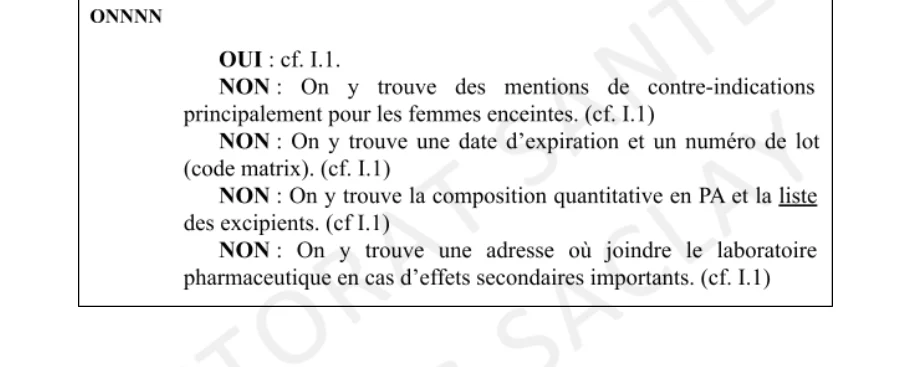 ONNNN
OUI : cf. I.1.
NON : On y trouve des mentions de contre-indications
principalement pour les femmes enceintes. (cf. I.1)
NON : On y trouve une date d’expiration et un numéro de lot
(code matrix). (cf. I.1)
NON : On y trouve la composition quantitative en PA et la liste
des excipients. (cf I.1)
NON : On y trouve une adresse où joindre le laboratoire
pharmaceutique en cas d’effets secondaires importants. (cf. I.1)
TORAT SANTE
SACLAY